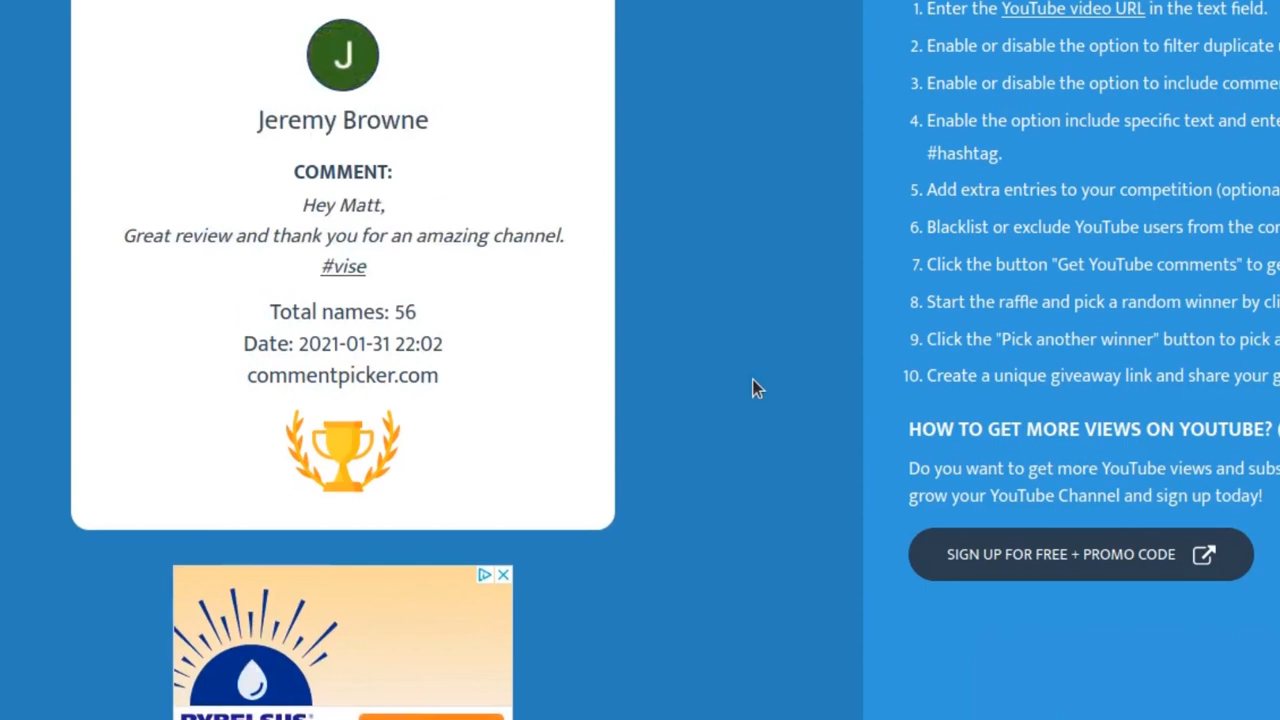 J
Jeremy Browne
COMMENT:
Hey Matt,
Great review and thank you for an amazing channel.
#vise
Total names: 56
Date: 2021-01-31 22:02
commentpicker.com
1. Enter the YouTube video URL in the text field.
2. Enable or disable the option to filter duplicate
3. Enable or disable the option to include
4. Enable the option include specific text and
#hashtag.
5. Add extra entries to your competition
6. Blacklist or exclude YouTube users from the
7. Click the button "Get YouTube comments" to
8. Start the raffle and pick a random winner by
9. Click the "Pick another winner" button to pick
10. Create a unique giveaway link and share your
HOW TO GET MORE VIEWS ON YOUTUBE?
Do you want to get more YouTube views and
grow your YouTube Channel and sign up today!
SIGN UP FOR FREE + PROMO CODE
RYBELSUS